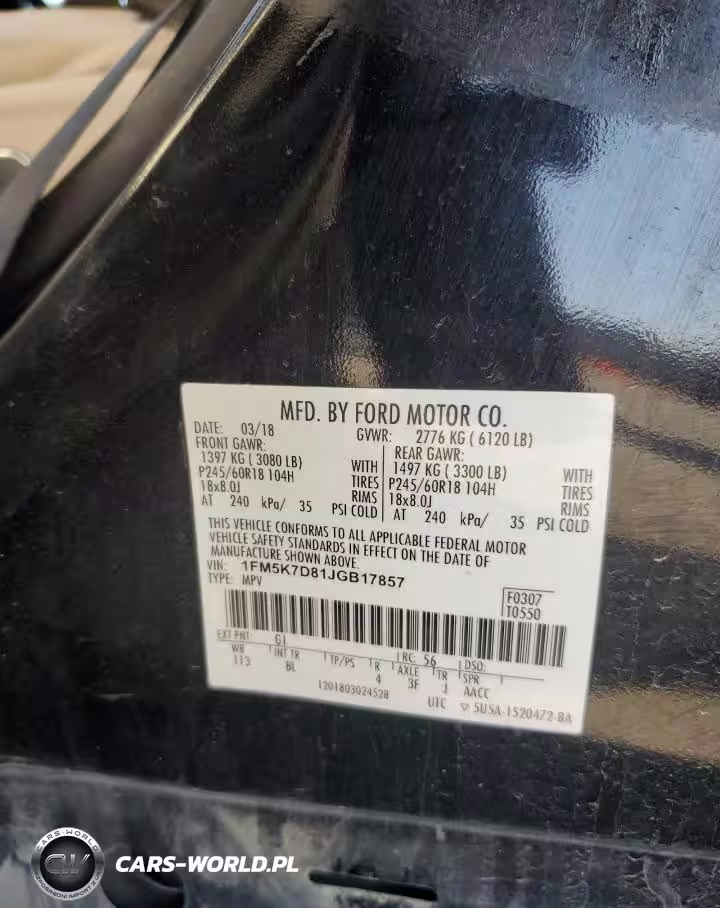 MFD. BY FORD MOTOR CO.
DATE: 03/18 GVWR: 2776 KG ( 6120 LB)
FRONT GAWR: REAR GAWR:
1397 KG ( 3080 LB) WITH 1497 KG ( 3300 LB) WITH
P245/60R18 104H TIRES P245/60R18 104H TIRES
18x8.0J RIMS 18x8.0J RIMS
AT 240 kPa/ 35 PSI COLD AT 240 kPa/ 35 PSI COLD
THIS VEHICLE CONFORMS TO ALL APPLICABLE FEDERAL MOTOR
VEHICLE SAFETY STANDARDS IN EFFECT ON THE DATE OF
MANUFACTURE SHOWN ABOVE.
VIN: 1FM5K7D81JGB17857
TYPE: MPV
F0307
T0550
EXT PNT: G1 RC: 56 DSO:
WB INT TR TP/PS R AXLE TR SPR
113 BL 4 3F J AACC
1201803024528 UTC ▽ 5USA-1520472-BA
CARS-WORLD
CW
CARS-WORLD.PL